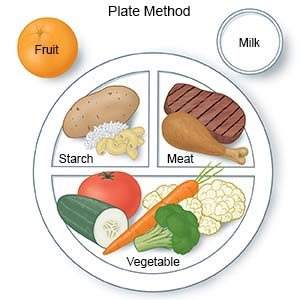 Plate Method
Fruit
Milk
Starch
Meat
Vegetable